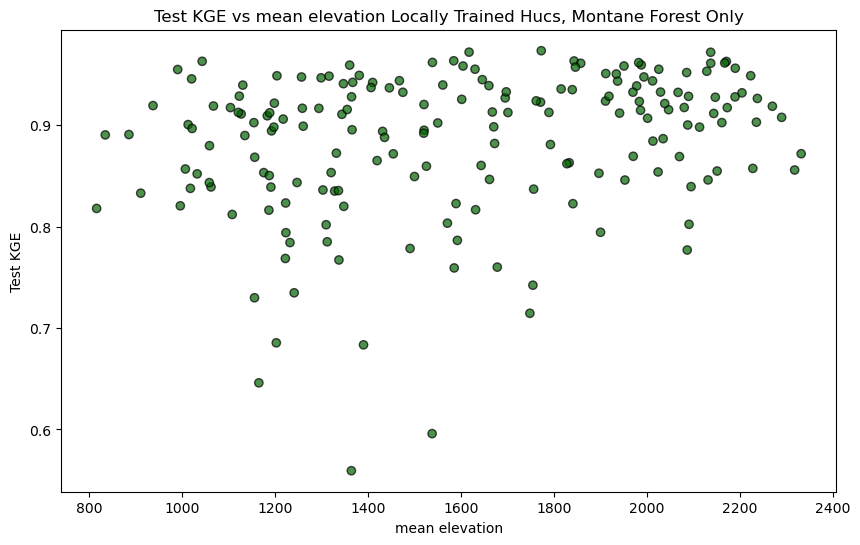 Test KGE vs mean elevation Locally Trained Hucs, Montane Forest Only
Test KGE
0.9
0.8
0.7
0.6
800 1000 1200 1400 1600 1800 2000 2200 2400
mean elevation